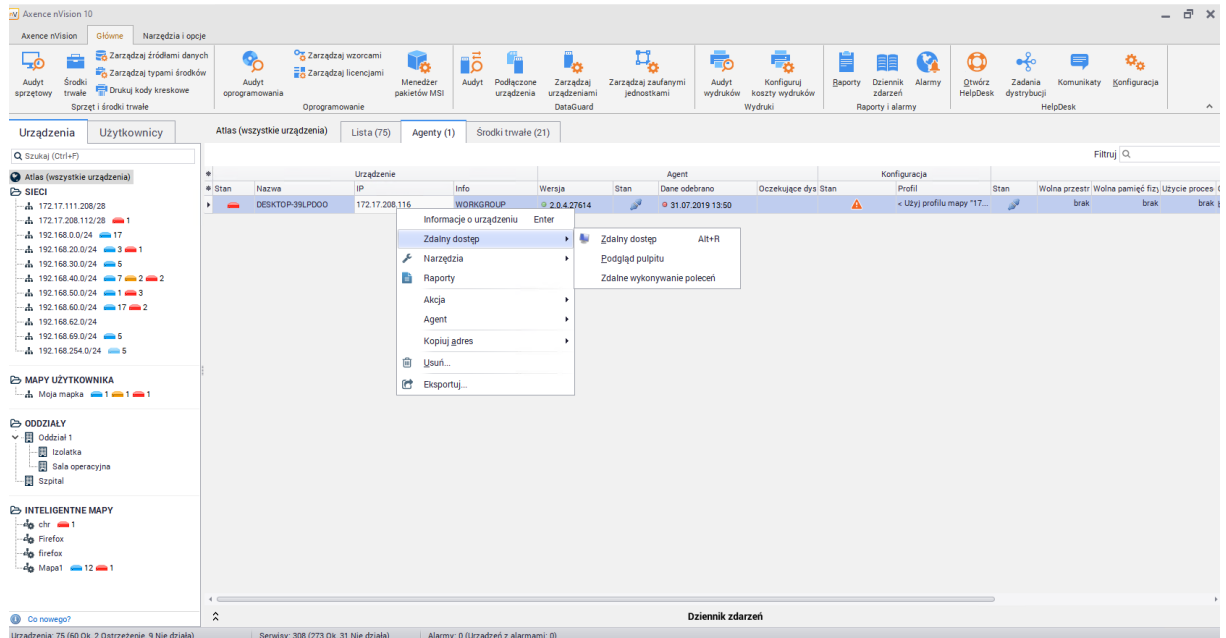 Axence nVision 10
Axence nVision Główne Narzędzia i opcje
Audyt sprzętowy
Środki trwałe
Zarządzaj źródłami danych
Zarządzaj typami środków
Drukuj kody kreskowe
Sprzęt i środki trwałe
Audyt oprogramowania
Zarządzaj wzorcami
Zarządzaj licencjami
Menedżer pakietów MSI
Oprogramowanie
Audyt
Podłączone urządzenia
Zarządzaj urządzeniami
Zarządzaj zaufanymi jednostkami
DataGuard
Audyt wydruków
Konfiguruj koszty wydruków
Wydruki
Raporty
Dziennik zdarzeń
Alarmy
Raporty i alarmy
Otwórz HelpDesk
Zadania dystrybucji
Komunikaty
Konfiguracja
HelpDesk
Urządzenia Użytkownicy
Szukaj (Ctrl+F)
Atlas (wszystkie urządzenia)
SIECI
172.17.111.208/28
172.17.208.112/28 1
192.168.0.0/24 17
192.168.20.0/24 3 1
192.168.30.0/24 5
192.168.40.0/24 7 2 2
192.168.50.0/24 1 3
192.168.60.0/24 17 2
192.168.62.0/24
192.168.69.0/24 5
192.168.254.0/24 5
MAPY UŻYTKOWNIKA
Moja mapka 1 1 1
ODDZIAŁY
Oddział 1
Izolatka
Sala operacyjna
Szpital
INTELIGENTNE MAPY
chr 1
Firefox
firefox
Mapa1 12 1
Co nowego?
Atlas (wszystkie urządzenia) Lista (75) Agenty (1) Środki trwałe (21)
Filtruj
Urządzenie Agent Konfiguracja
Stan Nazwa IP Info Wersja Stan Dane odebrano Oczekujące dys Stan Profil Stan Wolna przestr Wolna pamięć fizy Użycie proces
DESKTOP-39LPDOO 172.17.208.116 WORKGROUP 2.0.4.27614 31.07.2019 13:50 < Użyj profilu mapy "17... brak brak brak
Informacje o urządzeniu Enter
Zdalny dostęp
Narzędzia
Raporty
Akcja
Agent
Kopiuj adres
Usuń...
Eksportuj...
Zdalny dostęp Alt+R
Podgląd pulpitu
Zdalne wykonywanie poleceń
Dziennik zdarzeń
Urządzenia: 75 (60 Ok, 2 Ostrzeżenie, 9 Nie działa) Serwisy: 308 (273 Ok, 31 Nie działa) Alarmy: 0 (Urządzeń z alarmami: 0)